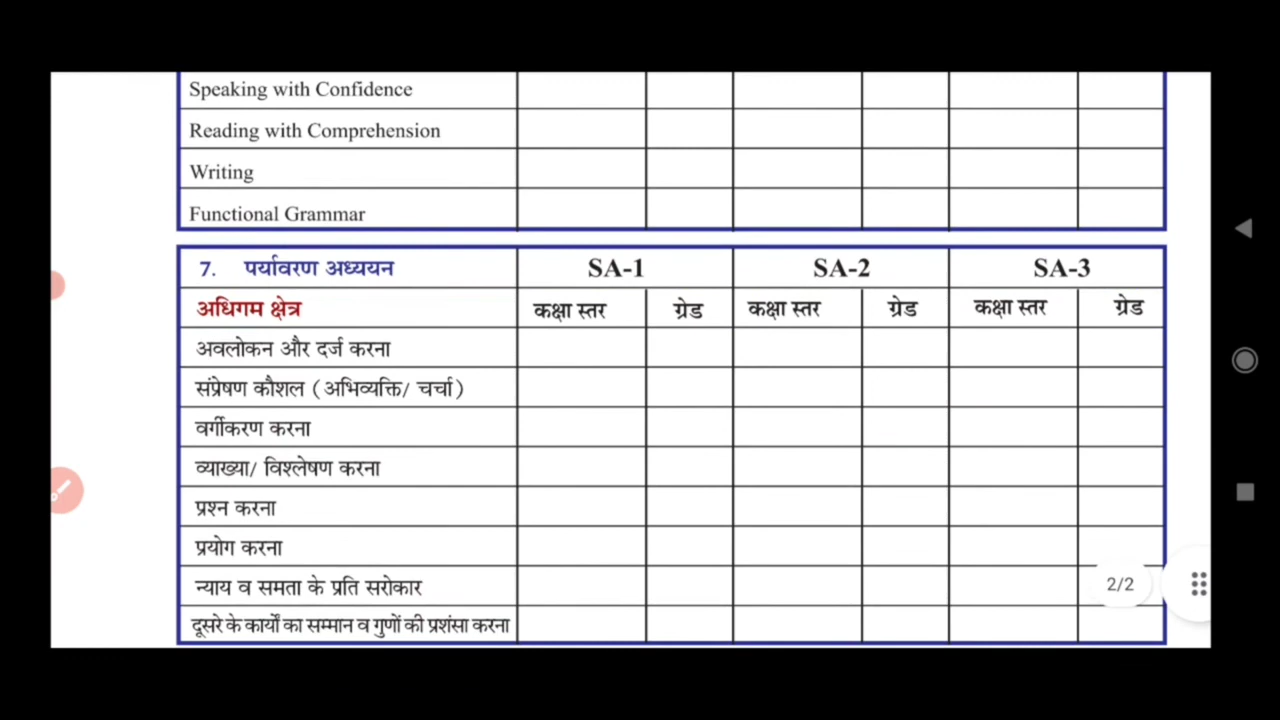 Speaking with Confidence
Reading with Comprehension
Writing
Functional Grammar
7. पर्यावरण अध्ययन SA-1 SA-2 SA-3
अधिगम क्षेत्र कक्षा स्तर ग्रेड कक्षा स्तर ग्रेड कक्षा स्तर ग्रेड
अवलोकन और दर्ज करना
संप्रेषण कौशल (अभिव्यक्ति/ चर्चा)
वर्गीकरण करना
व्याख्या/ विश्लेषण करना
प्रश्न करना
प्रयोग करना
न्याय व समता के प्रति सरोकार
2/2
दूसरे के कार्यों का सम्मान व गुणों की प्रशंसा करना